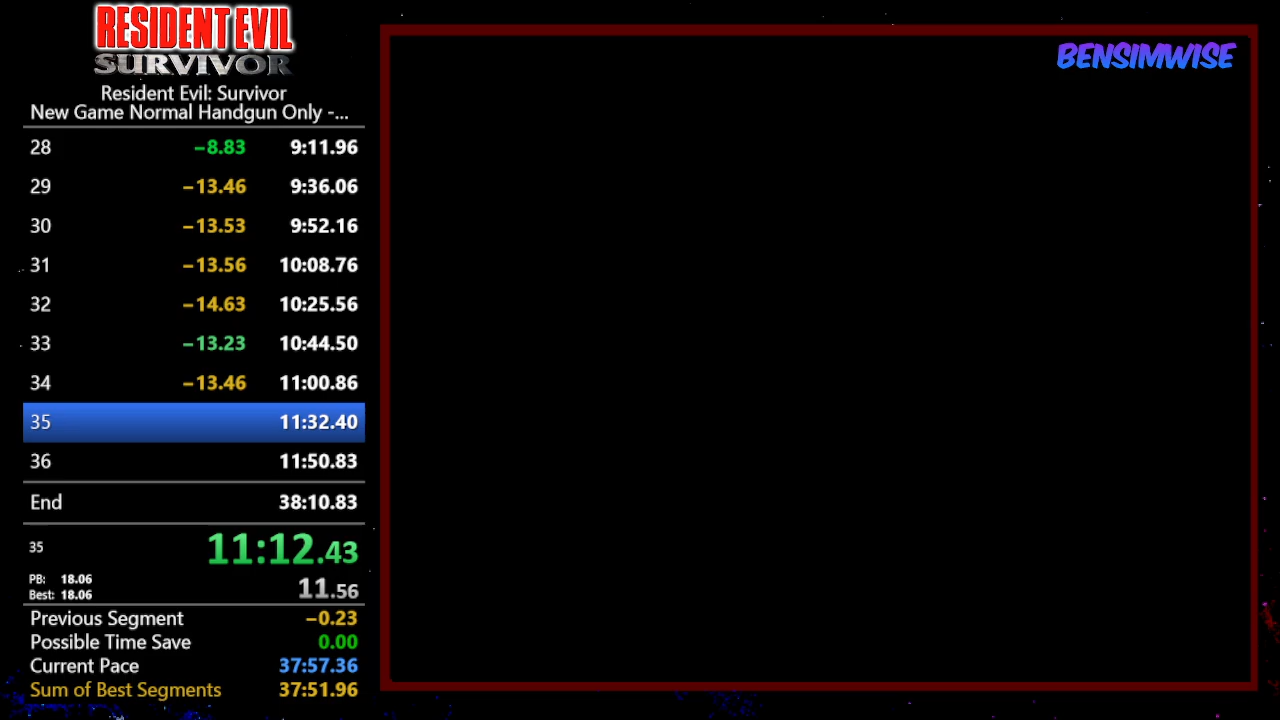 RESIDENT EVIL
SURVIVOR
BENSIMWISE
Resident Evil: Survivor
New Game Normal Handgun Only -...
28 −8.83 9:11.96
29 −13.46 9:36.06
30 −13.53 9:52.16
31 −13.56 10:08.76
32 −14.63 10:25.56
33 −13.23 10:44.50
34 −13.46 11:00.86
35 11:32.40
36 11:50.83
End 38:10.83
35 11:12.43
PB: 18.06
Best: 18.06 11.56
Previous Segment −0.23
Possible Time Save 0.00
Current Pace 37:57.36
Sum of Best Segments 37:51.96